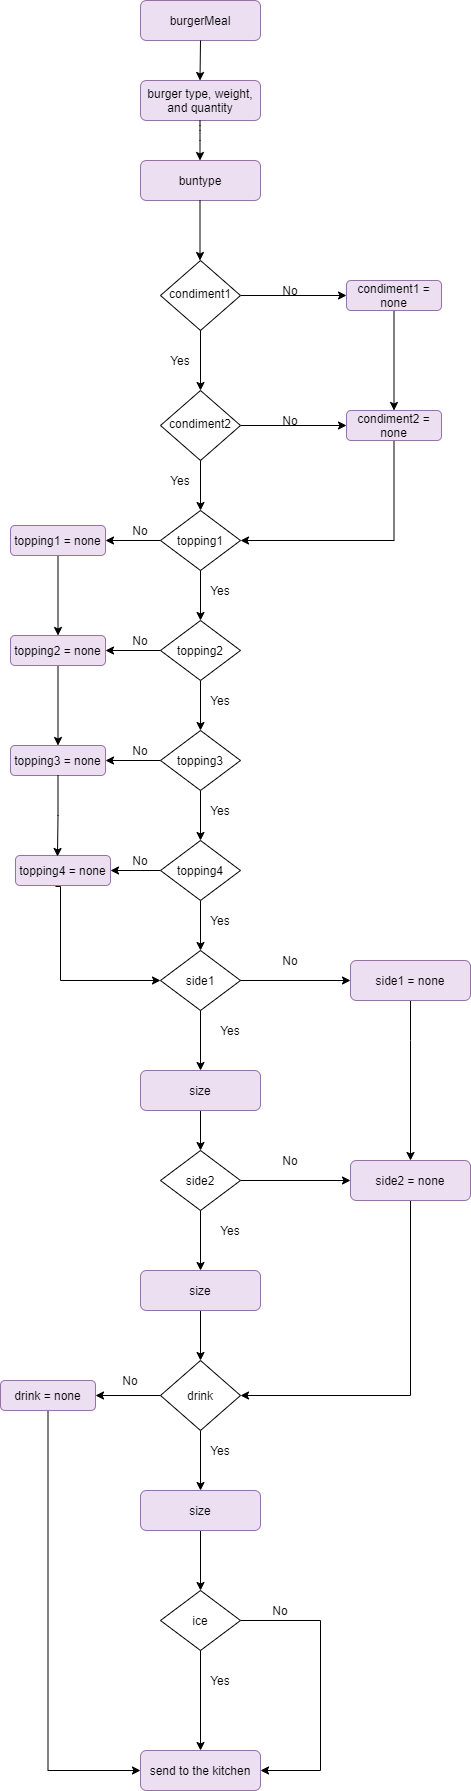 burgerMeal
burger type, weight,
and quantity
buntype
condiment1
No
condiment1 =
none
Yes
condiment2
No
condiment2 =
none
Yes
topping1
No
topping1 = none
Yes
topping2
No
topping2 = none
Yes
topping3
No
topping3 = none
Yes
topping4
No
topping4 = none
Yes
side1
No
side1 = none
Yes
size
side2
No
side2 = none
Yes
size
drink
No
drink = none
Yes
size
ice
No
Yes
send to the kitchen